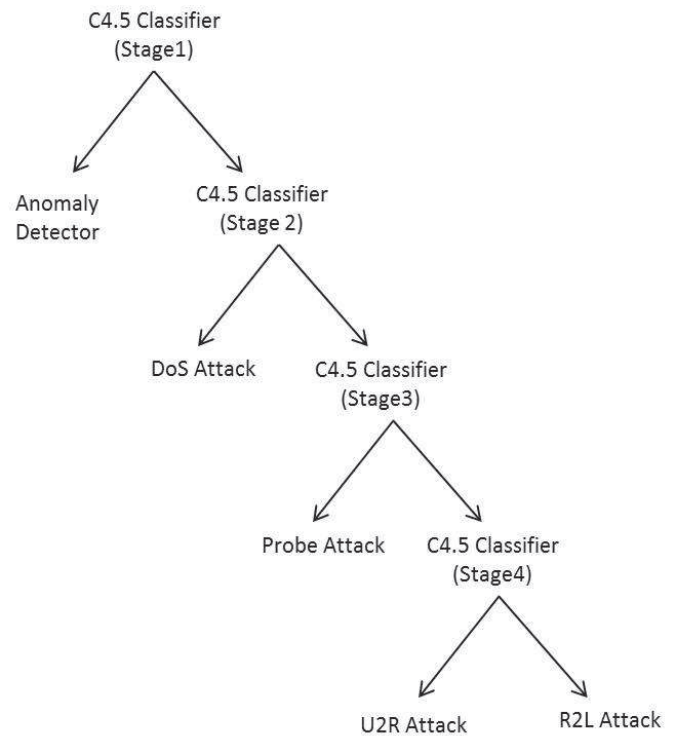 C4.5 Classifier
(Stage1)
Anomaly
Detector
C4.5 Classifier
(Stage 2)
DoS Attack
C4.5 Classifier
(Stage3)
Probe Attack
C4.5 Classifier
(Stage4)
U2R Attack
R2L Attack